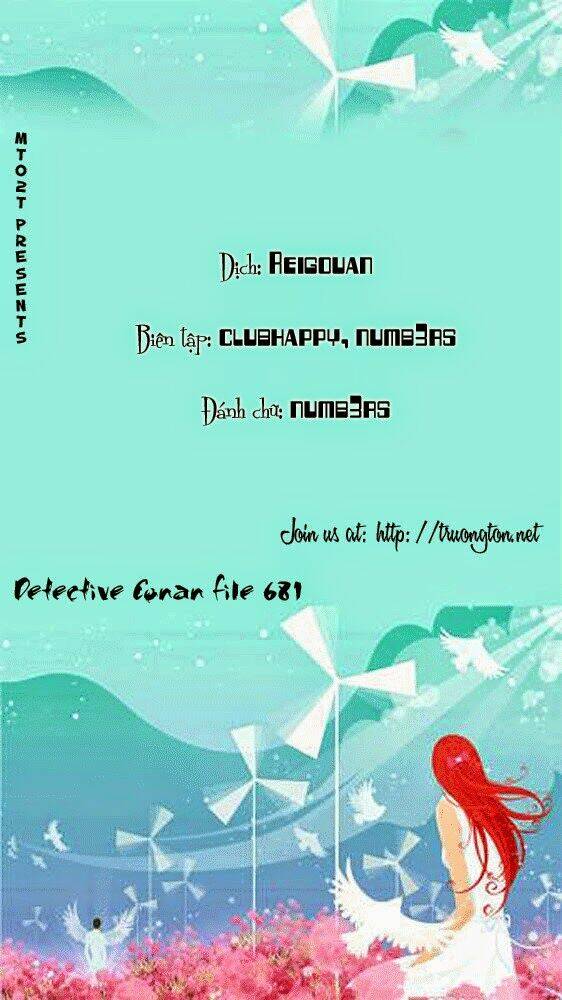 MTO2T PRESENTS
Dịch: Reigouan
Biên tập: clubhappy, numb3rs
Đánh chữ: numb3rs
Join us at: http://truongton.net
Detective Conan file 681